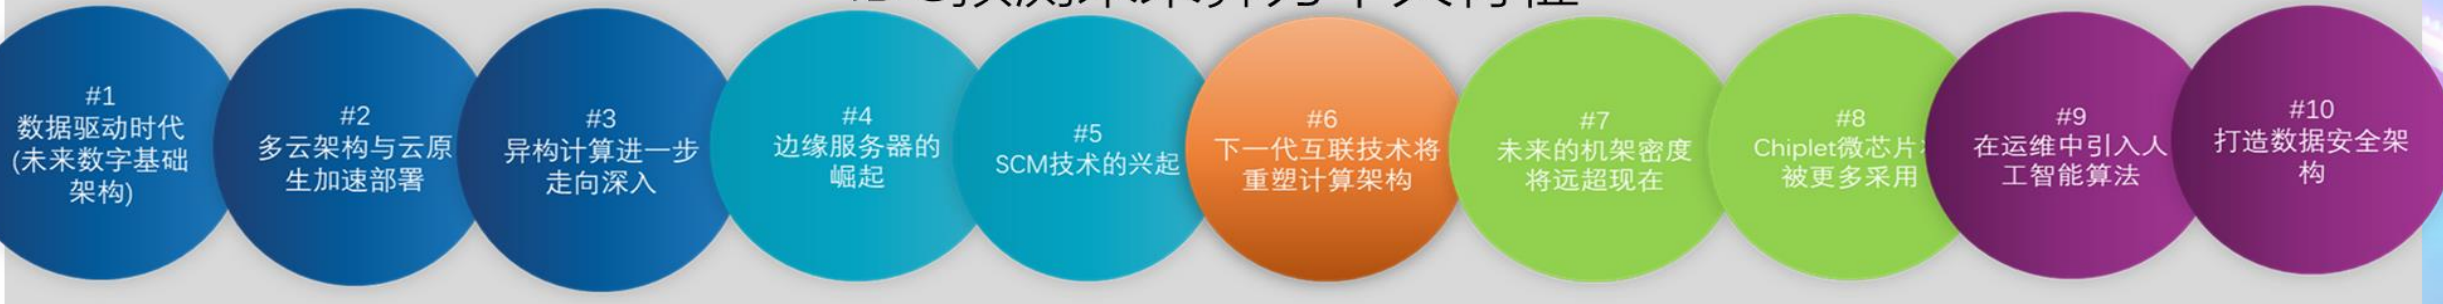 #1
数据驱动时代
(未来数字基础
架构)
#2
多云架构与云原
生加速部署
#3
异构计算进一步
走向深入
#4
边缘服务器的
崛起
#5
SCM技术的兴起
#6
下一代互联技术将
重塑计算架构
#7
未来的机架密度
将远超现在
#8
Chiplet微芯片
被更多采用
#9
在运维中引入人
工智能算法
#10
打造数据安全架
构